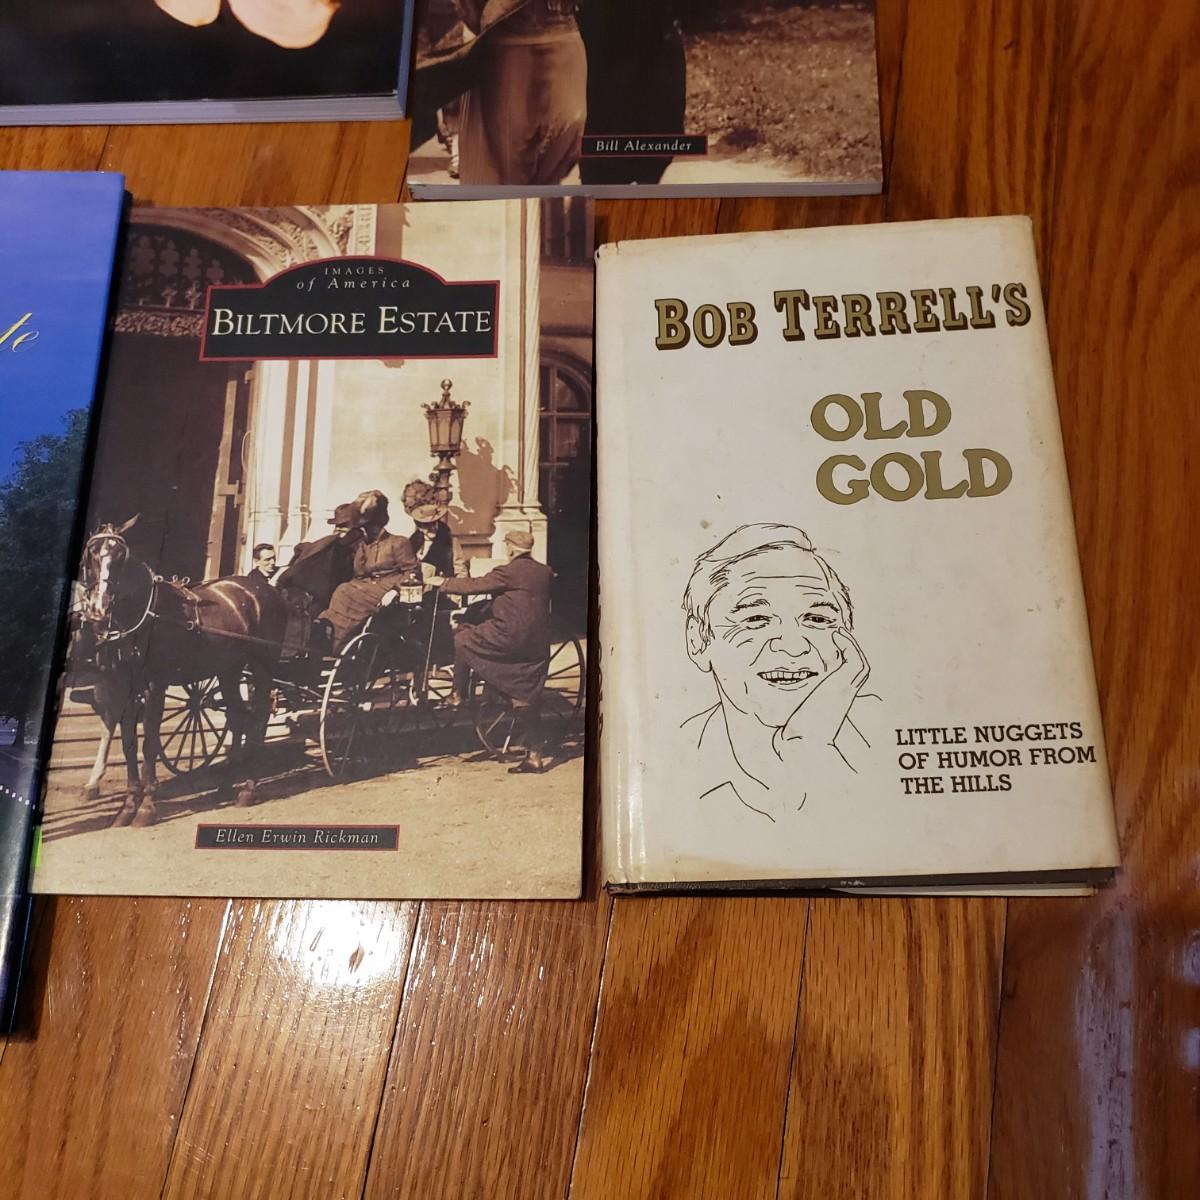 Bill Alexander
IMAGES
of America
BILTMORE ESTATE
Ellen Erwin Rickman
BOB TERRELL'S
OLD
GOLD
LITTLE NUGGETS
OF HUMOR FROM
THE HILLS